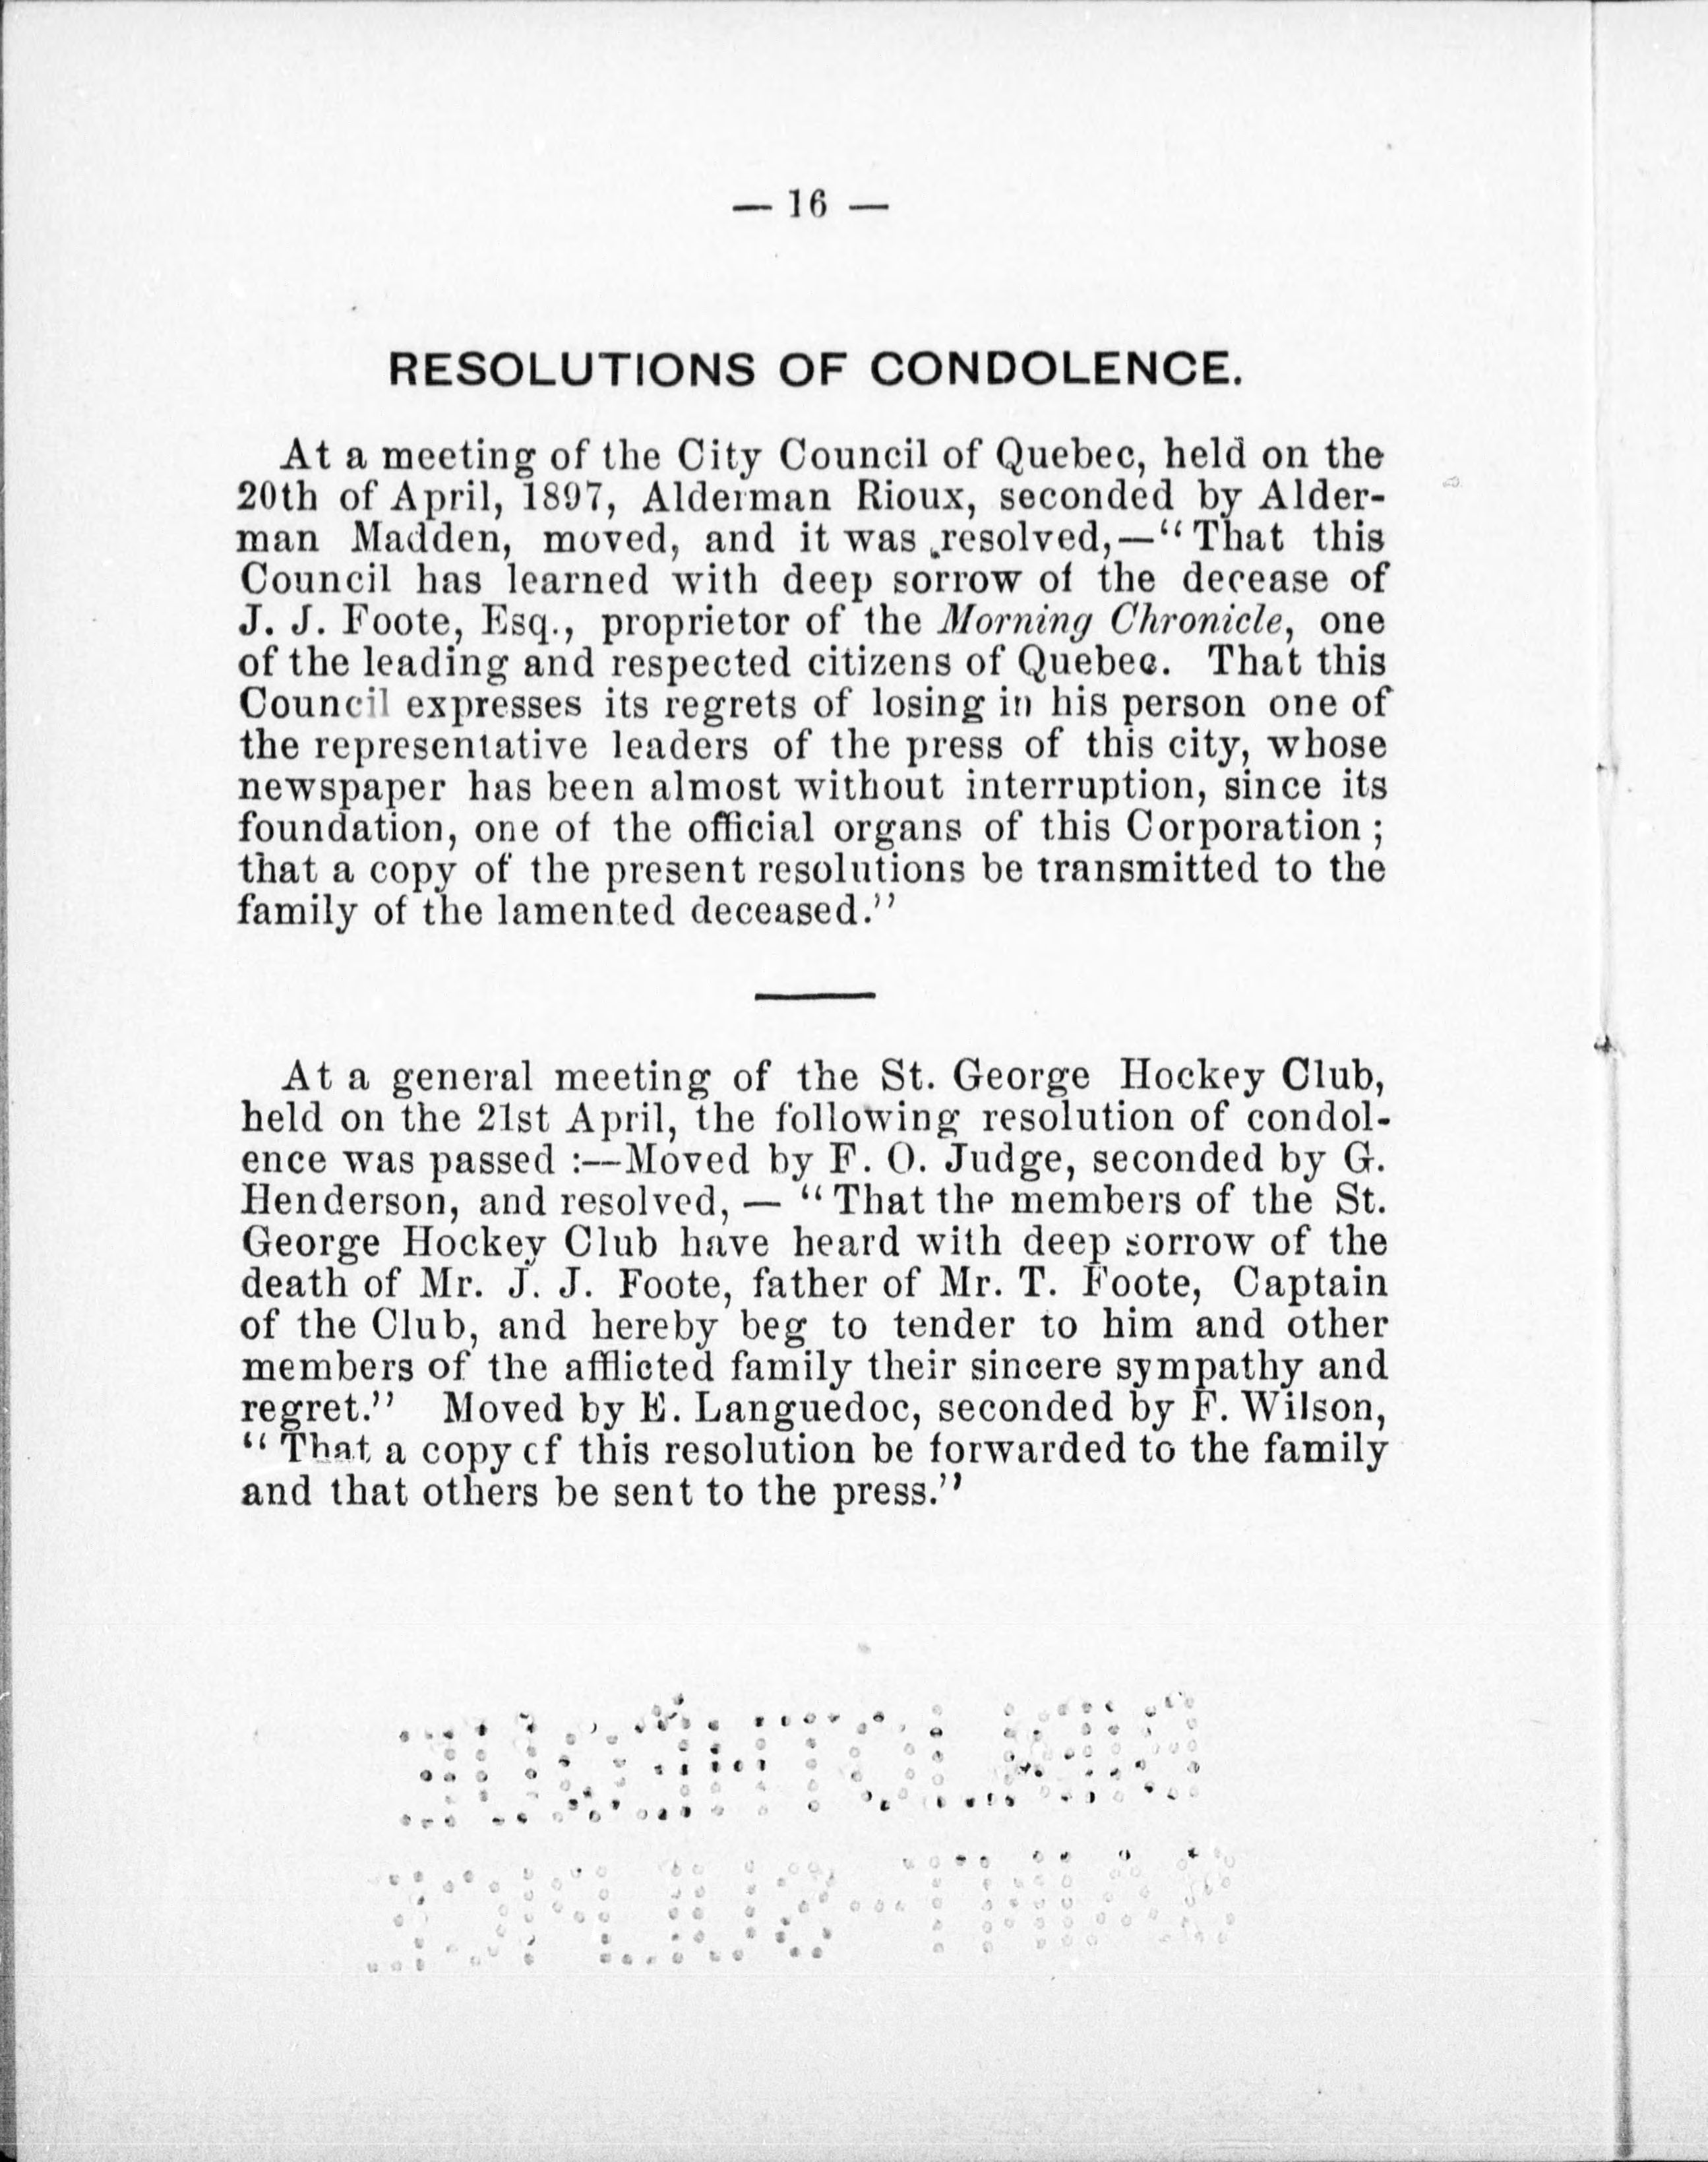 — 16 —
RESOLUTIONS OF CONDOLENCE.
At a meeting of the City Council of Quebec, held on the
20th of April, 1897, Alderman Rioux, seconded by Alder-
man Madden, moved, and it was resolved,—“That this
Council has learned with deep sorrow of the decease of
J. J. Foote, Esq., proprietor of the Morning Chronicle, one
of the leading and respected citizens of Quebec. That this
Council expresses its regrets of losing in his person one of
the representative leaders of the press of this city, whose
newspaper has been almost without interruption, since its
foundation, one of the official organs of this Corporation ;
that a copy of the present resolutions be transmitted to the
family of the lamented deceased.”
At a general meeting of the St. George Hockey Club,
held on the 21st April, the following resolution of condol-
ence was passed :—Moved by F. O. Judge, seconded by G.
Henderson, and resolved, — “That the members of the St.
George Hockey Club have heard with deep sorrow of the
death of Mr. J. J. Foote, father of Mr. T. Foote, Captain
of the Club, and hereby beg to tender to him and other
members of the afflicted family their sincere sympathy and
regret.” Moved by E. Languedoc, seconded by F. Wilson,
“That a copy of this resolution be forwarded to the family
and that others be sent to the press.”